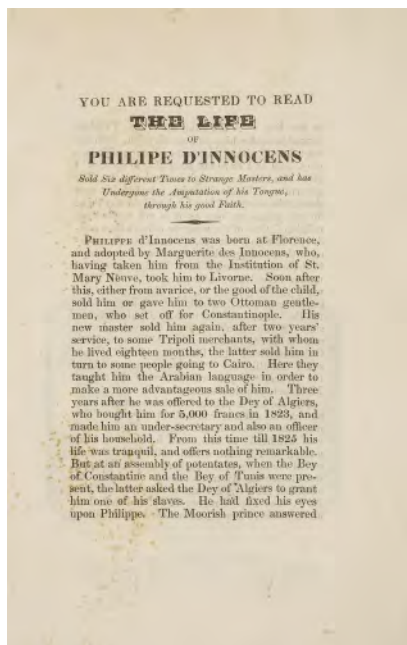 YOU ARE REQUESTED TO READ
THE LIFE
OF
PHILIPE D'INNOCENS
Sold Six different Times to Strange Masters, and has
Undergone the Amputation of his Tongue,
through his good Faith.
PHILIPPE d'Innocens was born at Florence,
and adopted by Marguerite des Innocens, who,
having taken him from the Institution of St.
Mary Neuve, took him to Livorne. Soon after
this, either from avarice, or the good of the child,
sold him or gave him to two Ottoman gentle-
men, who set off for Constantinople. His
new master sold him again, after two years'
service, to some Tripoli merchants, with whom
he lived eighteen months, the latter sold him in
turn to some people going to Cairo. Here they
taught him the Arabian language in order to
make a more advantageous sale of him. Three
years after he was offered to the Dey of Algiers,
who bought him for 5,000 francs in 1823, and
made him an under-secretary and also an officer
of his household. From this time till 1825 his
life was tranquil, and offers nothing remarkable.
But at an assembly of potentates, when the Bey
of Constantine and the Bey of Tunis were pre-
sent, the latter asked the Dey of Algiers to grant
him one of his slaves. He had fixed his eyes
upon Philippe. The Moorish prince answered